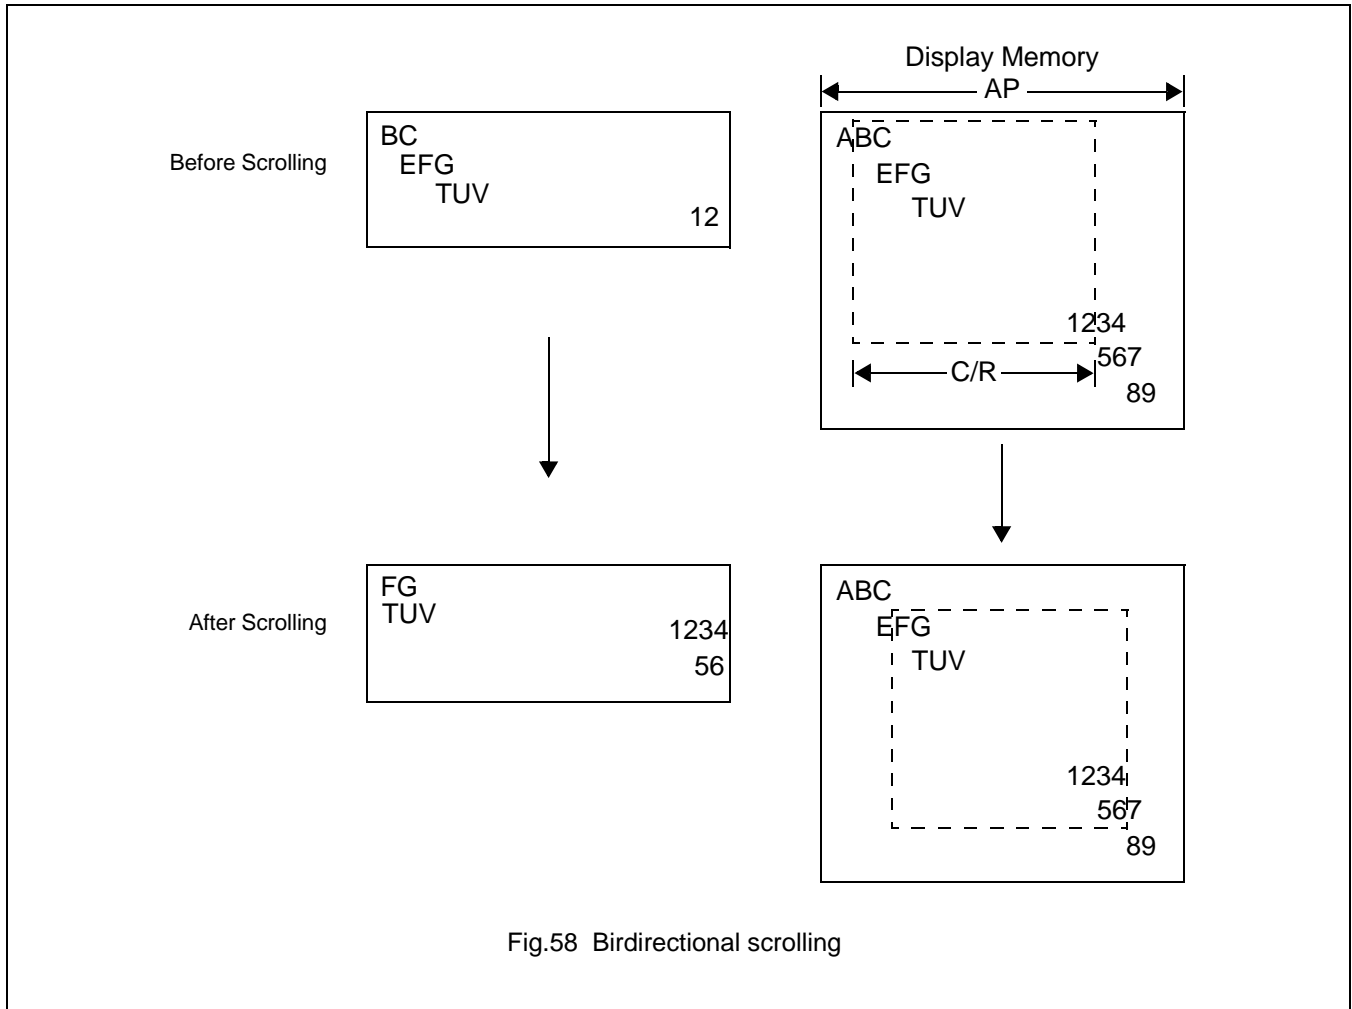 Display Memory
AP
Before Scrolling
BC
EFG
TUV
12
ABC
EFG
TUV
1234
567
89
C/R
After Scrolling
FG
TUV
1234
56
ABC
EFG
TUV
1234
567
89
Fig.58 Birdirectional scrolling